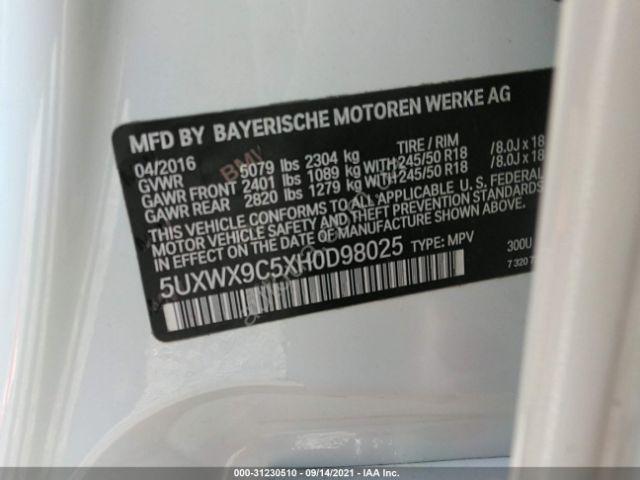 MFD BY BAYERISCHE MOTOREN WERKE AG
04/2016 TIRE / RIM
GVWR 5079 lbs 2304 kg
GAWR FRONT 2401 lbs 1089 kg WITH 245/50 R18 /8.0J x 18
GAWR REAR 2820 lbs 1279 kg WITH 245/50 R18 /8.0J x 18
THIS VEHICLE CONFORMS TO ALL APPLICABLE U.S. FEDERAL
MOTOR VEHICLE SAFETY AND THEFT PREVENTION STANDARDS
IN EFFECT ON THE DATE OF MANUFACTURE SHOWN ABOVE.
5UXWX9C5XH0D98025 TYPE: MPV 300U
7 320 7
000-31230510 - 09/14/2021 - IAA Inc.